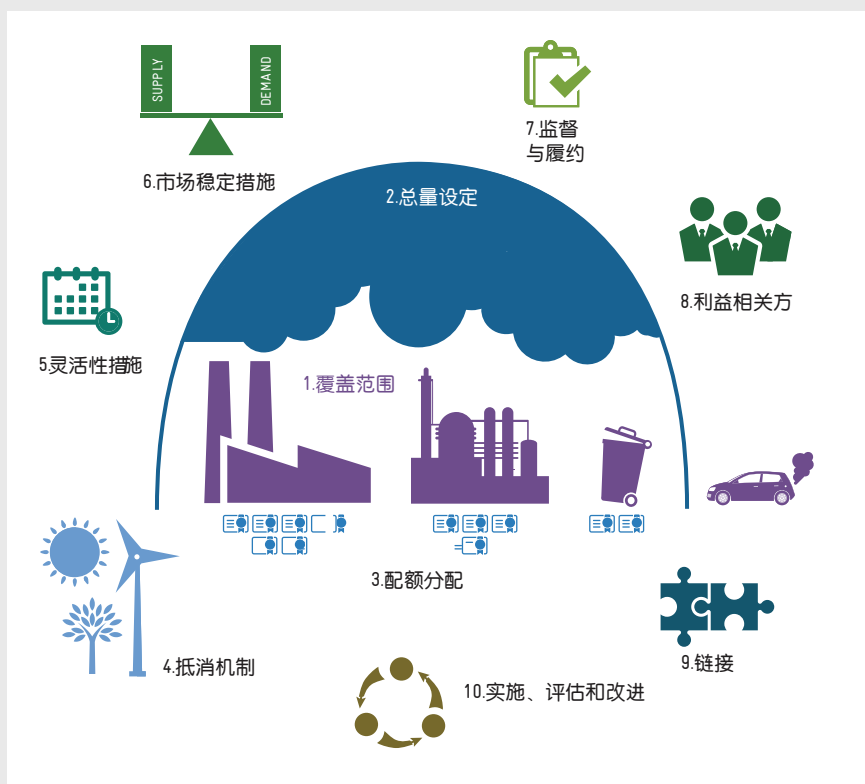 SUPPLY
DEMAND
6.市场稳定措施
7.监督
与履约
2.总量设定
8.利益相关方
5.灵活性措施
1.覆盖范围
3.配额分配
4.抵消机制
9.链接
10.实施、评估和改进